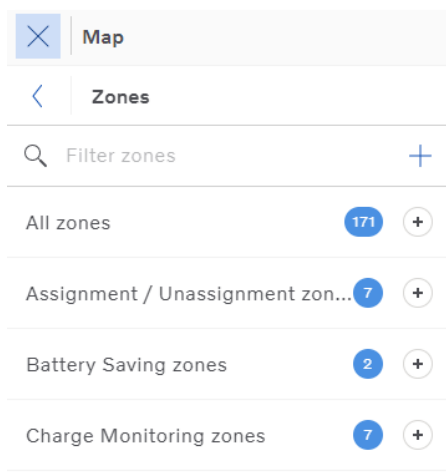 Map
Zones
Filter zones
All zones 171
Assignment / Unassignment zon... 7
Battery Saving zones 2
Charge Monitoring zones 7